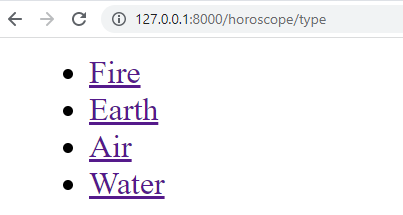 127.0.0.1:8000/horoscope/type
Fire
Earth
Air
Water